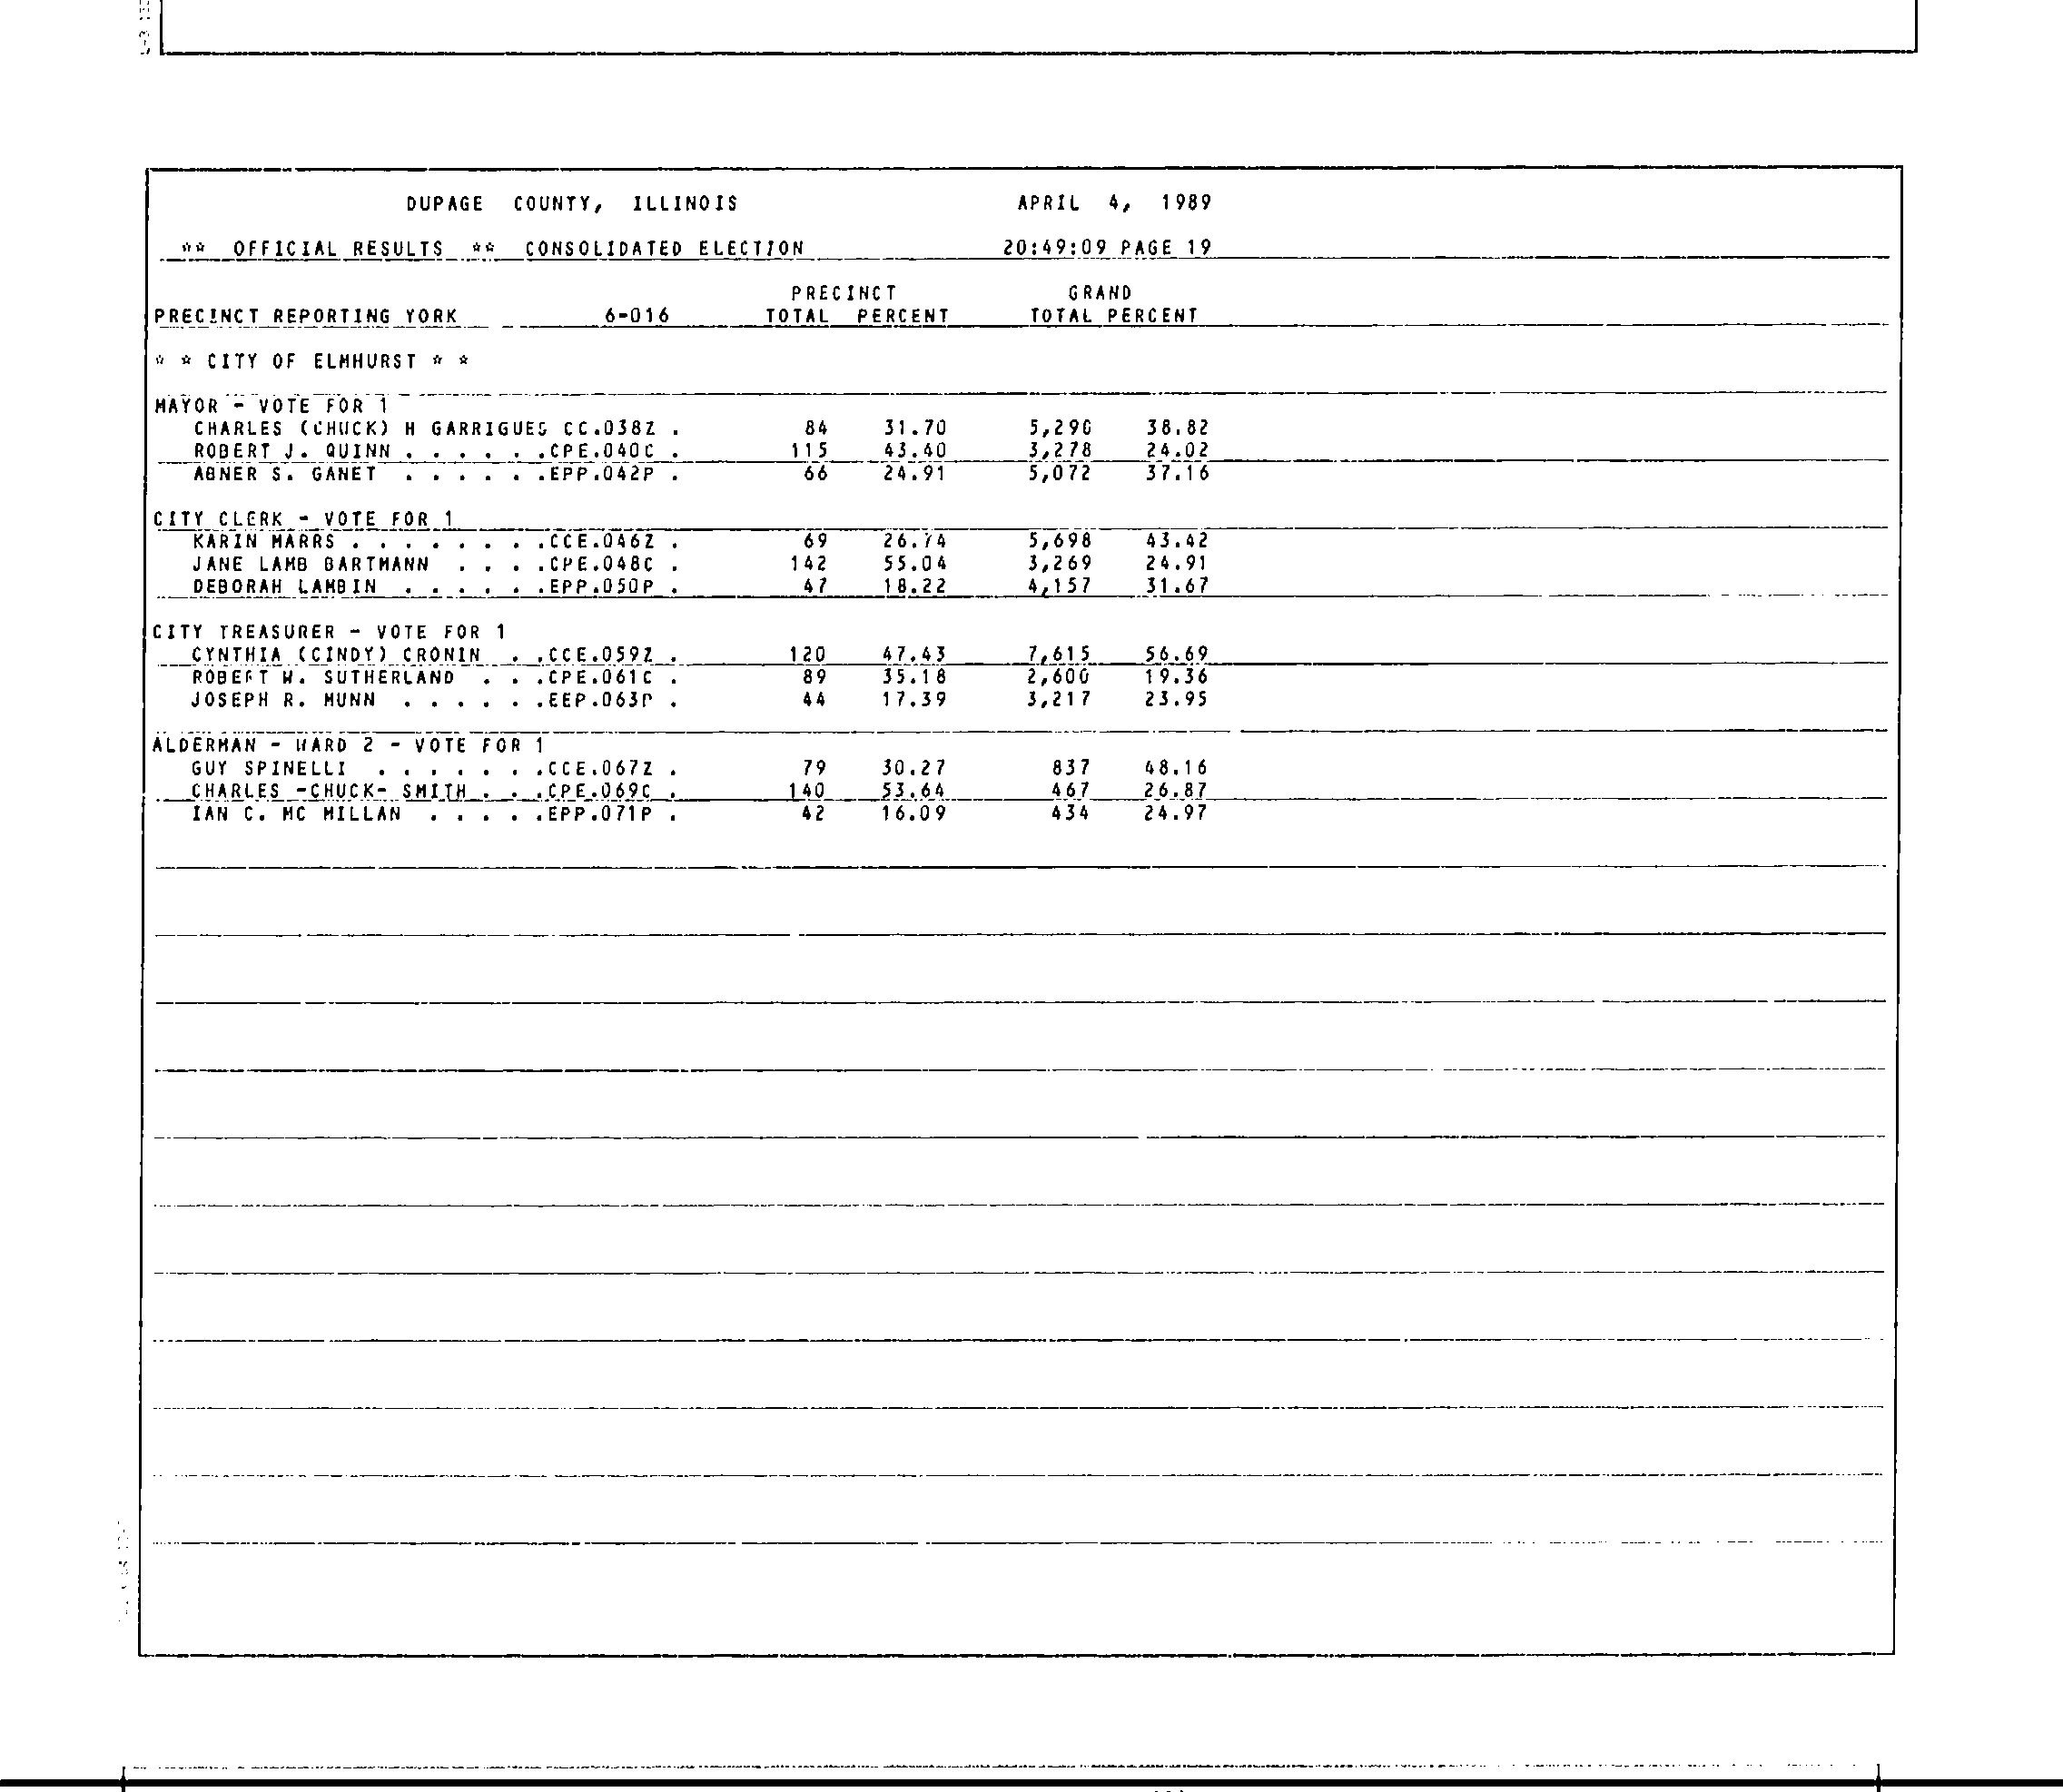 DUPAGE COUNTY, ILLINOIS APRIL 4, 1989
** OFFICIAL RESULTS ** CONSOLIDATED ELECTION 20:49:09 PAGE 19
PRECINCT GRAND
PRECINCT REPORTING YORK 6-016 TOTAL PERCENT TOTAL PERCENT
* * CITY OF ELMHURST * *
MAYOR - VOTE FOR 1
CHARLES (CHUCK) H GARRIGUES CC.038Z . 84 31.70 5,290 38.82
ROBERT J. QUINN . . . . . .CPE.040C . 115 43.40 3,278 24.02
ABNER S. GANET . . . . . .EPP.042P . 66 24.91 5,072 37.16
CITY CLERK - VOTE FOR 1
KARIN MARRS . . . . . . . .CCE.046Z . 69 26.74 5,698 43.42
JANE LAMB BARTMANN . . . .CPE.048C . 142 55.04 3,269 24.91
DEBORAH LAMBIN . . . . . .EPP.050P . 47 18.22 4,157 31.67
CITY TREASURER - VOTE FOR 1
CYNTHIA (CINDY) CRONIN . .CCE.059Z . 120 47.43 7,615 56.69
ROBERT W. SUTHERLAND . . .CPE.061C . 89 35.18 2,600 19.36
JOSEPH R. MUNN . . . . . .EEP.063P . 44 17.39 3,217 23.95
ALDERMAN - WARD 2 - VOTE FOR 1
GUY SPINELLI . . . . . . .CCE.067Z . 79 30.27 837 48.16
CHARLES -CHUCK- SMITH . . .CPE.069C . 140 53.64 467 26.87
IAN C. MC MILLAN . . . . .EPP.071P . 42 16.09 434 24.97